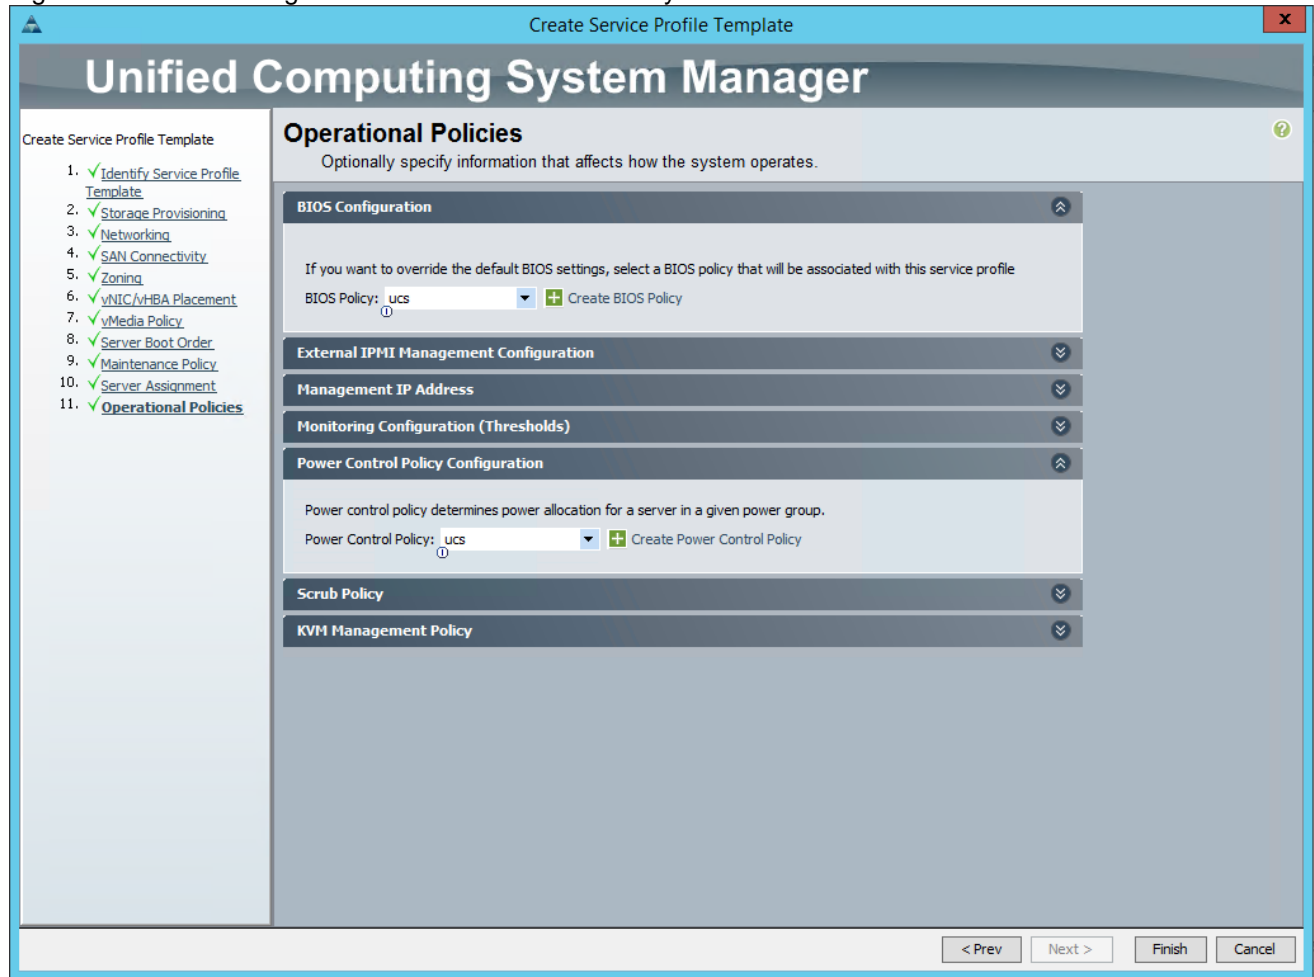 Create Service Profile Template
X
Unified Computing System Manager
Create Service Profile Template
1. Identify Service Profile
Template
2. Storage Provisioning
3. Networking
4. SAN Connectivity
5. Zoning
6. vNIC/vHBA Placement
7. vMedia Policy
8. Server Boot Order
9. Maintenance Policy
10. Server Assignment
11. Operational Policies
Operational Policies
?
Optionally specify information that affects how the system operates.
BIOS Configuration
If you want to override the default BIOS settings, select a BIOS policy that will be associated with this service profile
BIOS Policy: ucs Create BIOS Policy
External IPMI Management Configuration
Management IP Address
Monitoring Configuration (Thresholds)
Power Control Policy Configuration
Power control policy determines power allocation for a server in a given power group.
Power Control Policy: ucs Create Power Control Policy
Scrub Policy
KVM Management Policy
< Prev Next > Finish Cancel